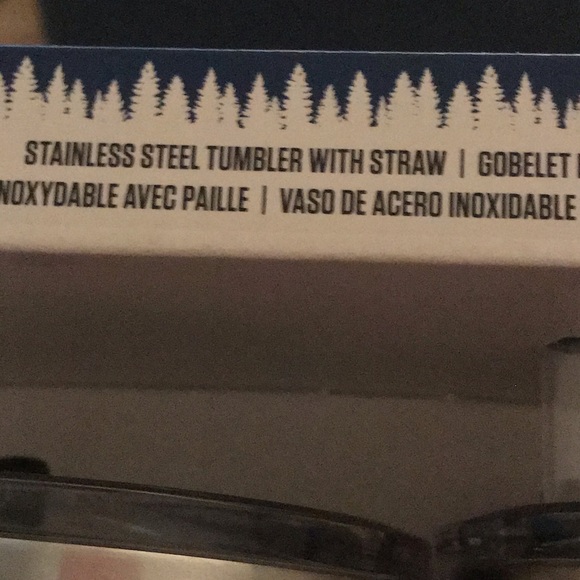 STAINLESS STEEL TUMBLER WITH STRAW | GOBELET
NOXYDABLE AVEC PAILLE | VASO DE ACERO INOXIDABLE